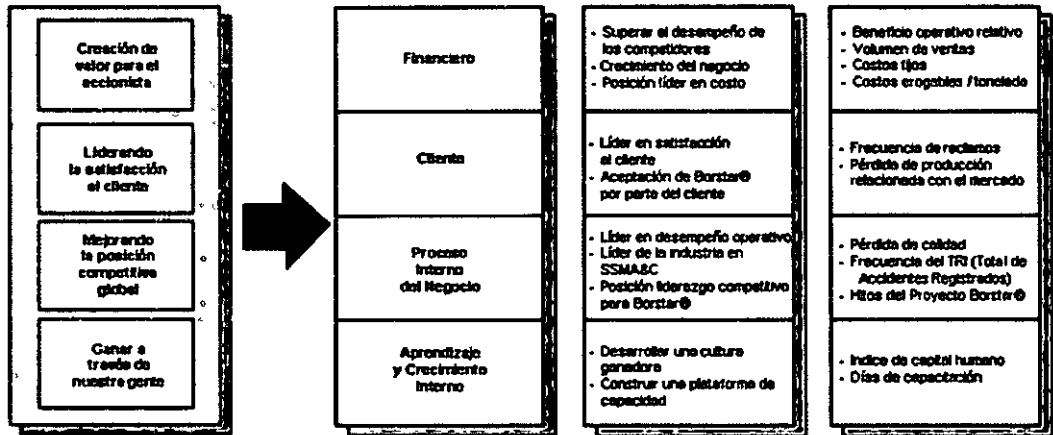 Creación de
valor para el
accionista
Liderando
la satisfacción
al cliente
Mejorando
la posición
competitiva
global
Ganar a
través de
nuestra gente
Financiero
Cliente
Proceso
Interno
del Negocio
Aprendizaje
y Crecimiento
Interno
- Superar el desempeño de
los competidores
- Crecimiento del negocio
- Posición líder en costo
- Líder en satisfacción
al cliente
- Aceptación de Borstar®
por parte del cliente
- Líder en desempeño operativo
- Líder de la industria en
SSMA&C
- Posición liderazgo competitivo
para Borstar®
- Desarrollar una cultura
ganadora
- Construir una plataforma de
capacidad
- Beneficio operativo relativo
- Volumen de ventas
- Costos fijos
- Costos erogables / tonelada
- Frecuencia de reclamos
- Pérdida de producción
relacionada con el mercado
- Pérdida de calidad
- Frecuencia del TRI (Total de
Accidentes Registrados)
- Hitos del Proyecto Borstar®
- Indice de capital humano
- Días de capacitación